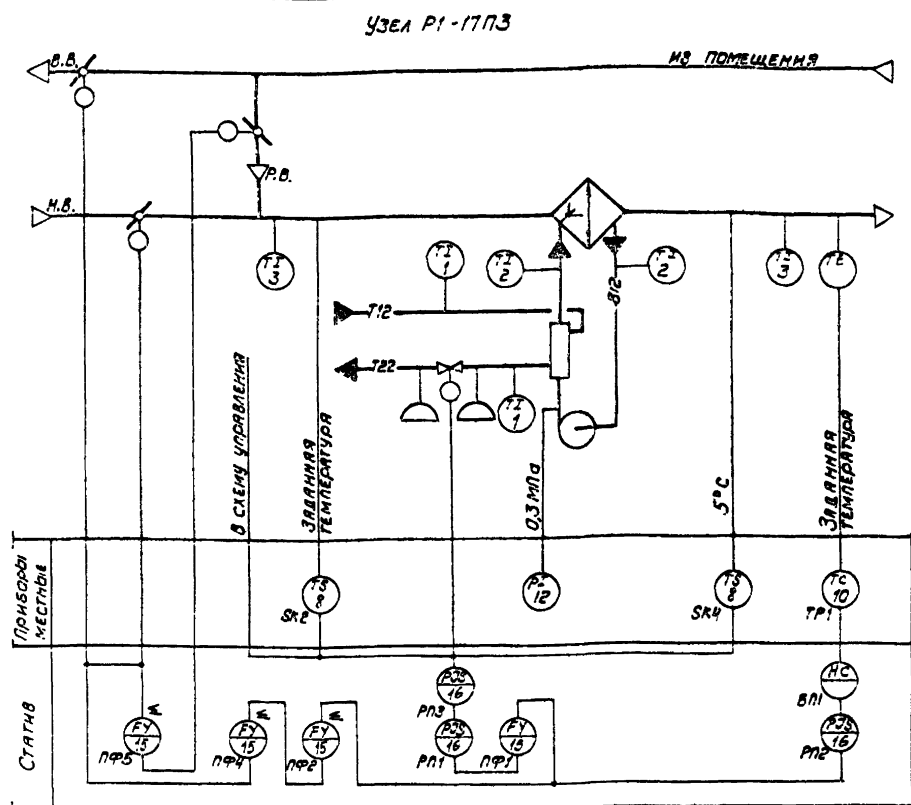 Узел Р1-17ПЗ
В.В.
ИЗ ПОМЕЩЕНИЯ
Р.В.
Н.В.
TI
3
TI
1
TI
2
TI
2
TI
3
TE
В12
Т12
Т22
TI
1
В СХЕМУ УПРАВЛЕНИЯ
ЗАДАННАЯ
ТЕМПЕРАТУРА
0,3 МПа
5°С
ЗАДАННАЯ
ТЕМПЕРАТУРА
Приборы
местные
TS
8
SK2
12
TS
8
SK4
TC
10
ТР1
Статив
FY
15
ПФ5
FY
15
ПФ4
FY
15
ПФ2
PJS
16
РП3
PJS
16
РП1
FY
15
ПФ1
HC
ВП1
PJS
16
РП2